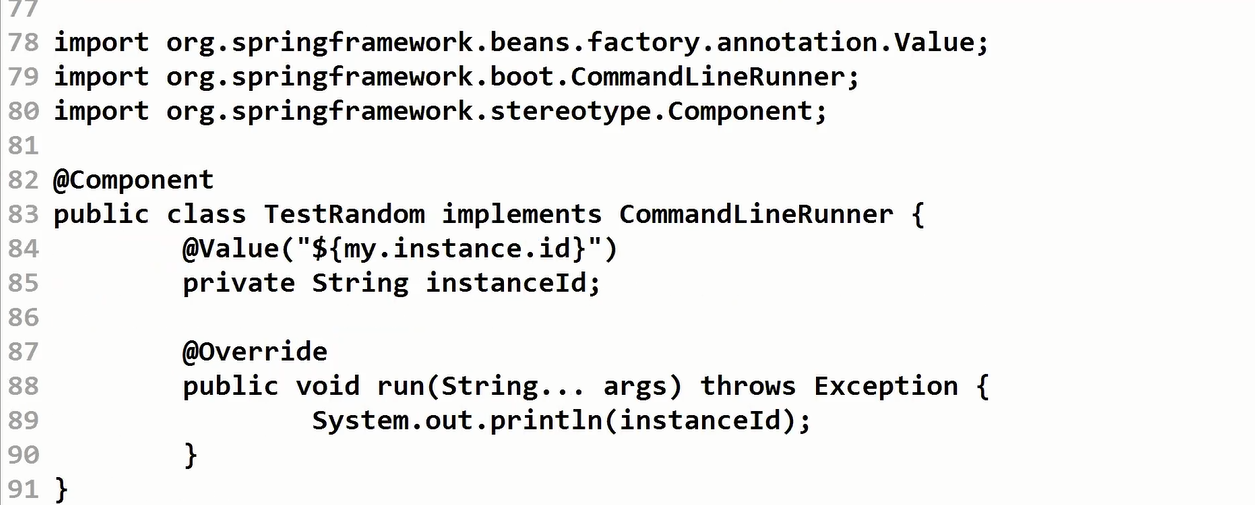 77
78 import org.springframework.beans.factory.annotation.Value;
79 import org.springframework.boot.CommandLineRunner;
80 import org.springframework.stereotype.Component;
81
82 @Component
83 public class TestRandom implements CommandLineRunner {
84         @Value("${my.instance.id}")
85         private String instanceId;
86
87         @Override
88         public void run(String... args) throws Exception {
89                 System.out.println(instanceId);
90         }
91 }